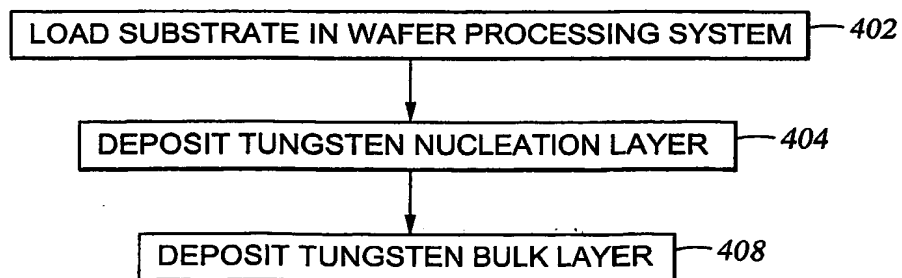 LOAD SUBSTRATE IN WAFER PROCESSING SYSTEM 402
DEPOSIT TUNGSTEN NUCLEATION LAYER 404
DEPOSIT TUNGSTEN BULK LAYER 408